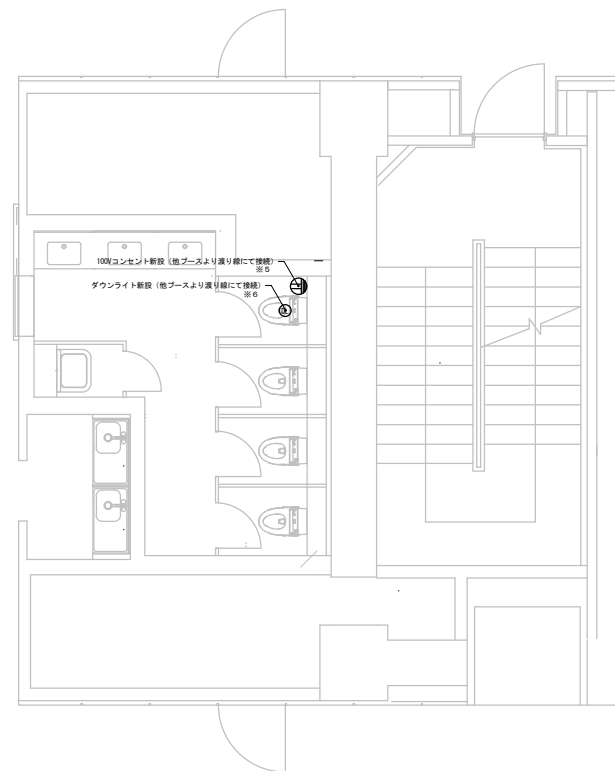 100Vコンセント新設（他ブースより渡り線にて接続）
※５
ダウンライト新設（他ブースより渡り線にて接続）
※６